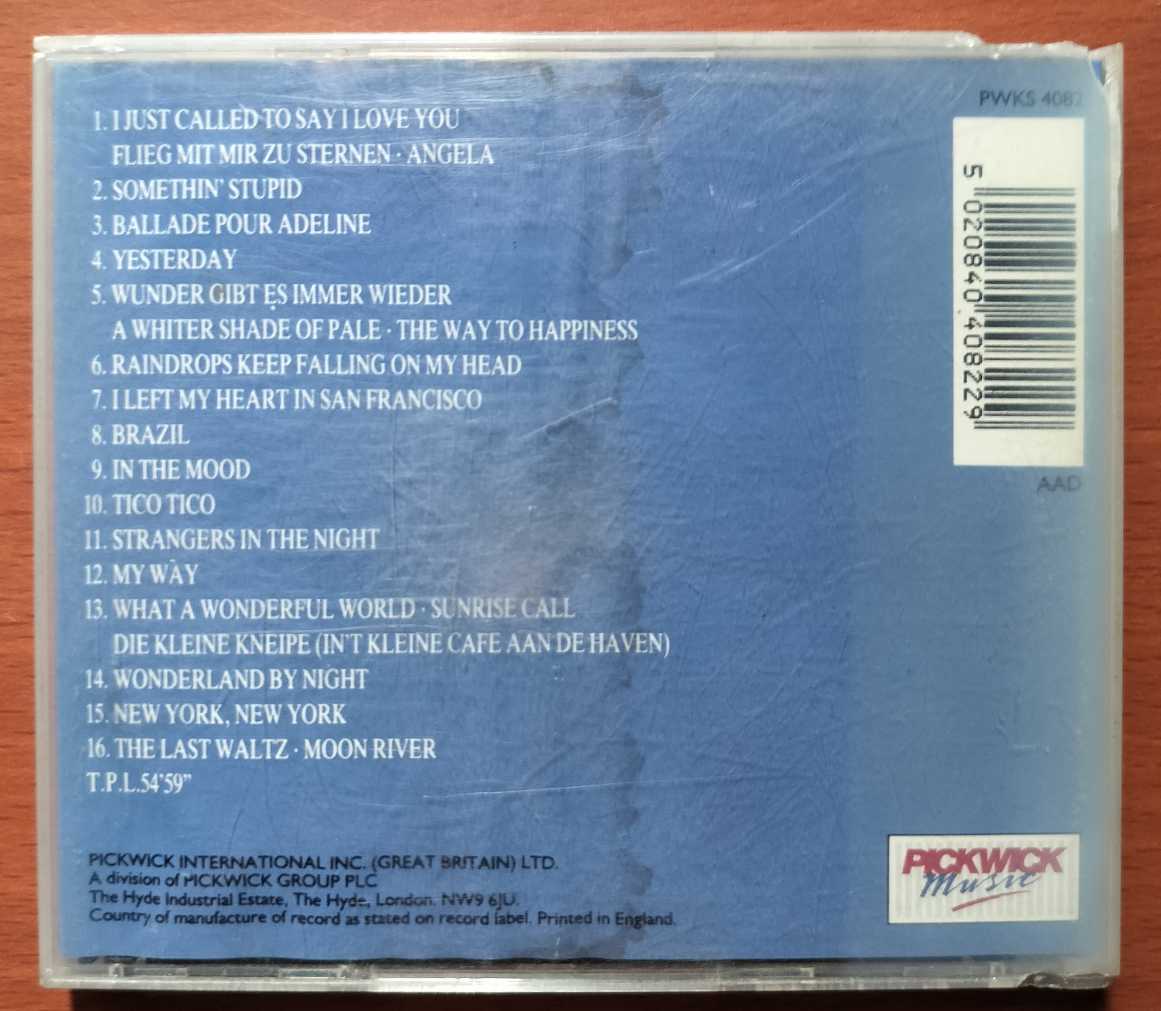 1. I JUST CALLED TO SAY I LOVE YOU
FLIEG MIT MIR ZU STERNEN · ANGELA
2. SOMETHIN' STUPID
3. BALLADE POUR ADELINE
4. YESTERDAY
5. WUNDER GIBT ES IMMER WIEDER
A WHITER SHADE OF PALE · THE WAY TO HAPPINESS
6. RAINDROPS KEEP FALLING ON MY HEAD
7. I LEFT MY HEART IN SAN FRANCISCO
8. BRAZIL
9. IN THE MOOD
10. TICO TICO
11. STRANGERS IN THE NIGHT
12. MY WAY
13. WHAT A WONDERFUL WORLD · SUNRISE CALL
DIE KLEINE KNEIPE (IN'T KLEINE CAFE AAN DE HAVEN)
14. WONDERLAND BY NIGHT
15. NEW YORK, NEW YORK
16. THE LAST WALTZ · MOON RIVER
T.P.L.54'59"
PWKS 4082
5 020840 408229
AAD
PICKWICK INTERNATIONAL INC. (GREAT BRITAIN) LTD.
A division of PICKWICK GROUP PLC
The Hyde Industrial Estate, The Hyde, London. NW9 6JU.
Country of manufacture of record as stated on record label. Printed in England.
PICKWICK
Music